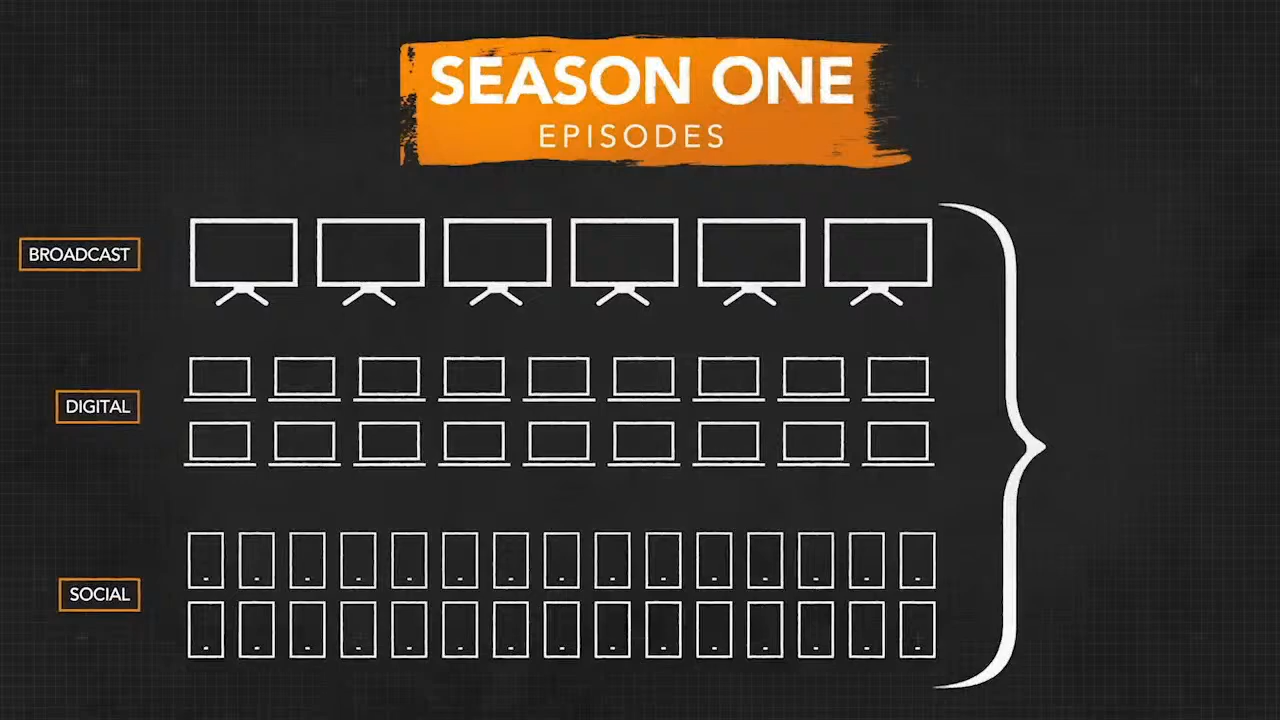 SEASON ONE
EPISODES
BROADCAST
DIGITAL
SOCIAL